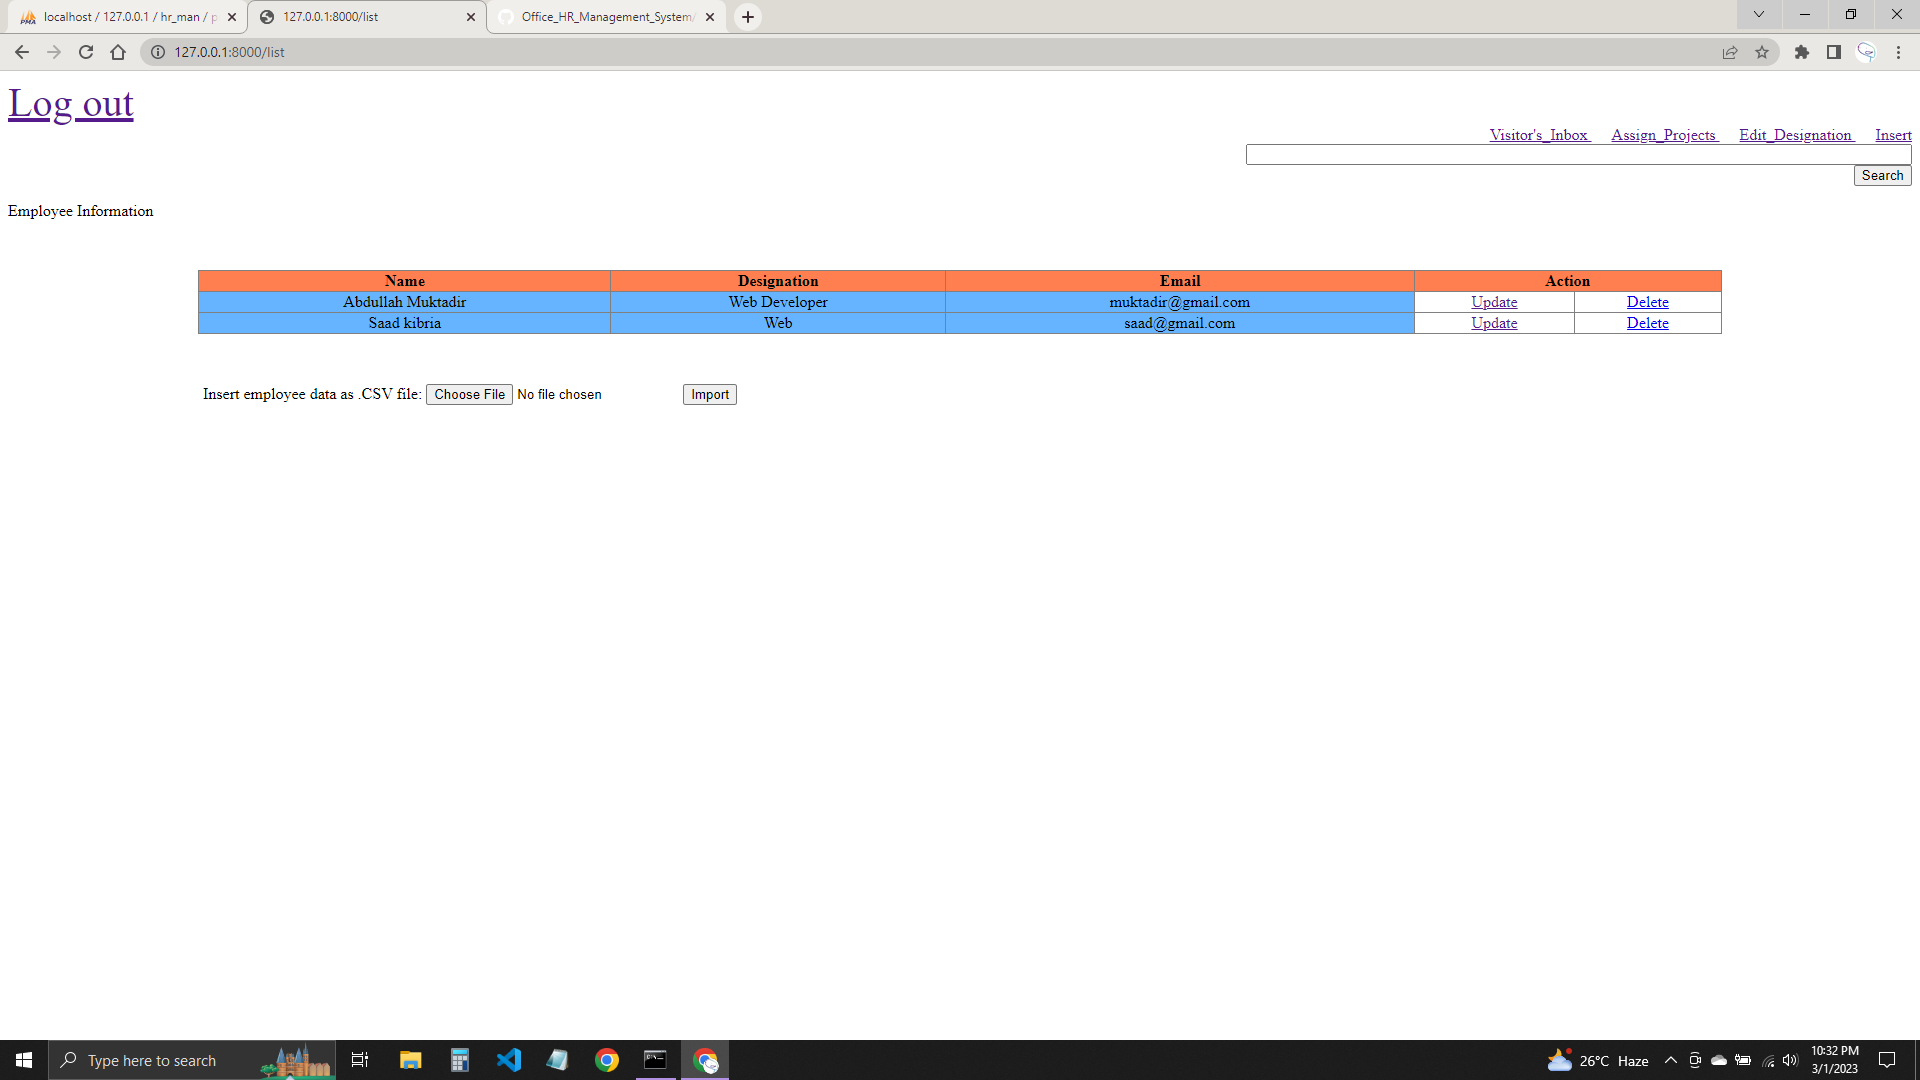 localhost / 127.0.0.1 / hr_man / p
127.0.0.1:8000/list
Office_HR_Management_System/
127.0.0.1:8000/list
Log out
Visitor's_Inbox Assign_Projects Edit_Designation Insert
Search
Employee Information
Name Designation Email Action
Abdullah Muktadir Web Developer muktadir@gmail.com Update Delete
Saad kibria Web saad@gmail.com Update Delete
Insert employee data as .CSV file: Choose File No file chosen Import
Type here to search
26°C Haze
10:32 PM
3/1/2023